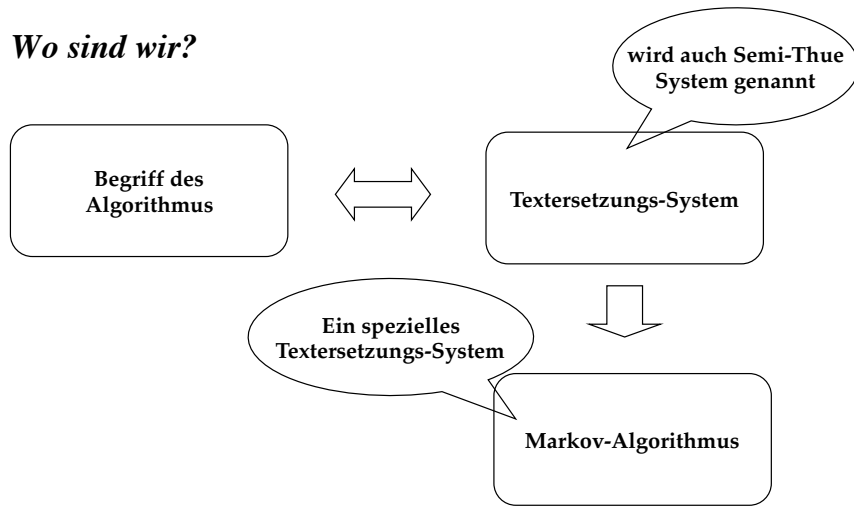 Wo sind wir?
wird auch Semi-Thue
System genannt
Begriff des
Algorithmus
Textersetzungs-System
Ein spezielles
Textersetzungs-System
Markov-Algorithmus